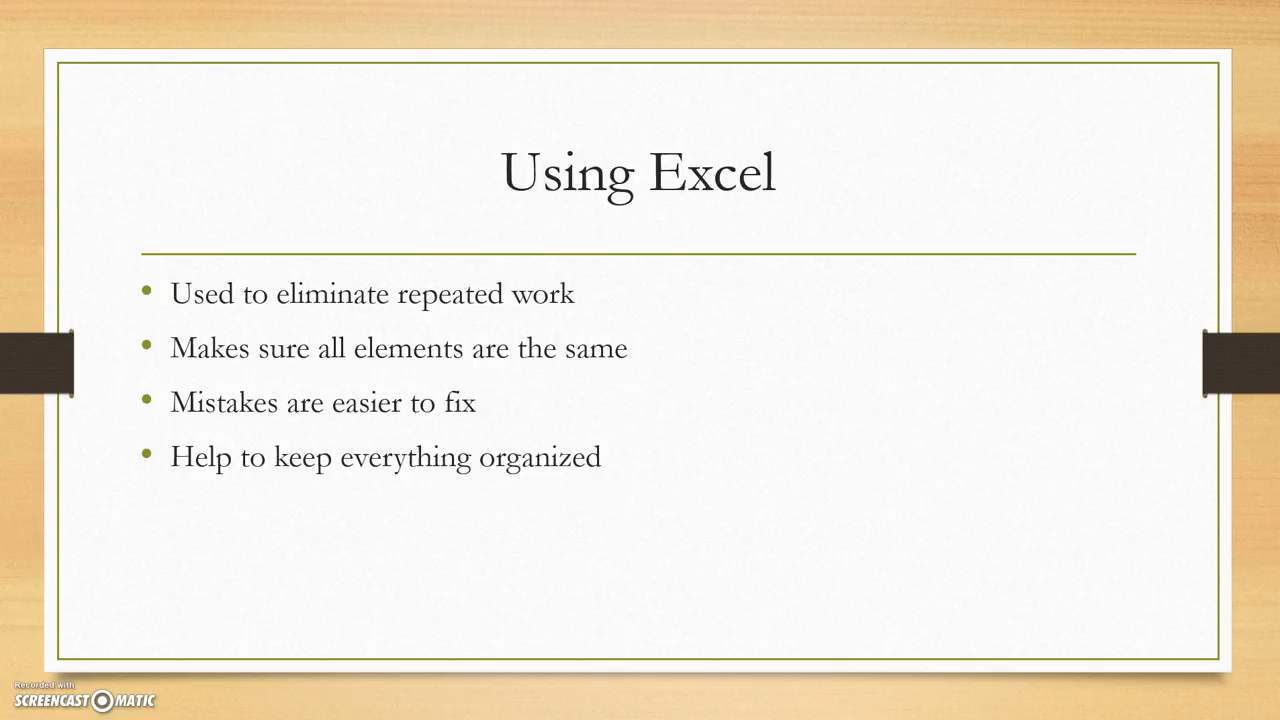 Using Excel
• Used to eliminate repeated work
• Makes sure all elements are the same
• Mistakes are easier to fix
• Help to keep everything organized
Recorded with
SCREENCAST MATIC